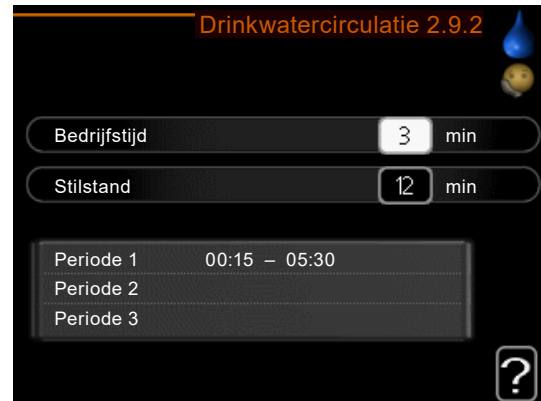 Drinkwatercirculatie 2.9.2
Bedrijfstijd 3 min
Stilstand 12 min
Periode 1 00:15 – 05:30
Periode 2
Periode 3
?